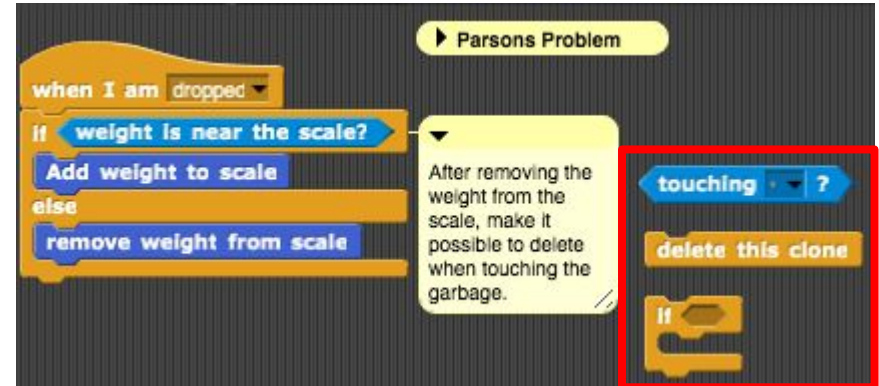 Parsons Problem
when I am dropped
if weight is near the scale?
Add weight to scale
else
remove weight from scale
After removing the
weight from the
scale, make it
possible to delete
when touching the
garbage.
touching ?
delete this clone
if